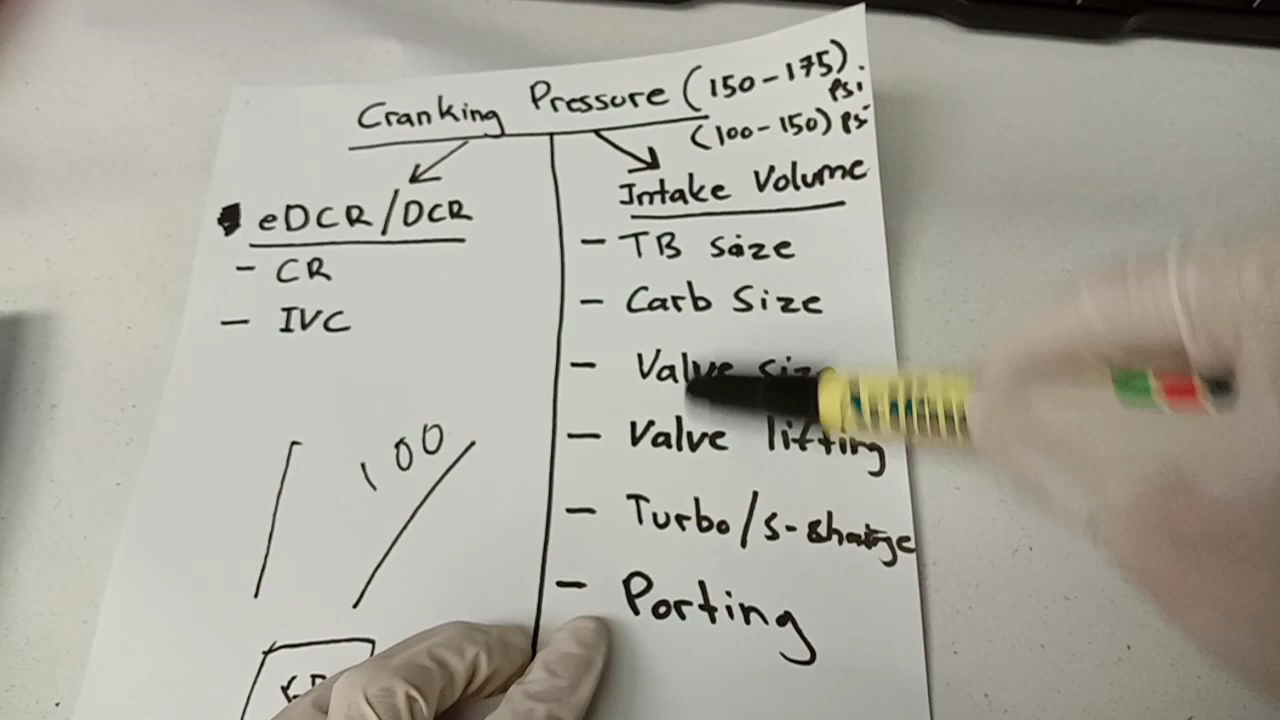 Cranking Pressure (150-175).
Psi
(100-150) Psi
eDCR/DCR
- CR
- IVC
100
Intake Volume
- TB Size
- Carb Size
- Valve size
- Valve lifting
- Turbo/S-charge
- Porting